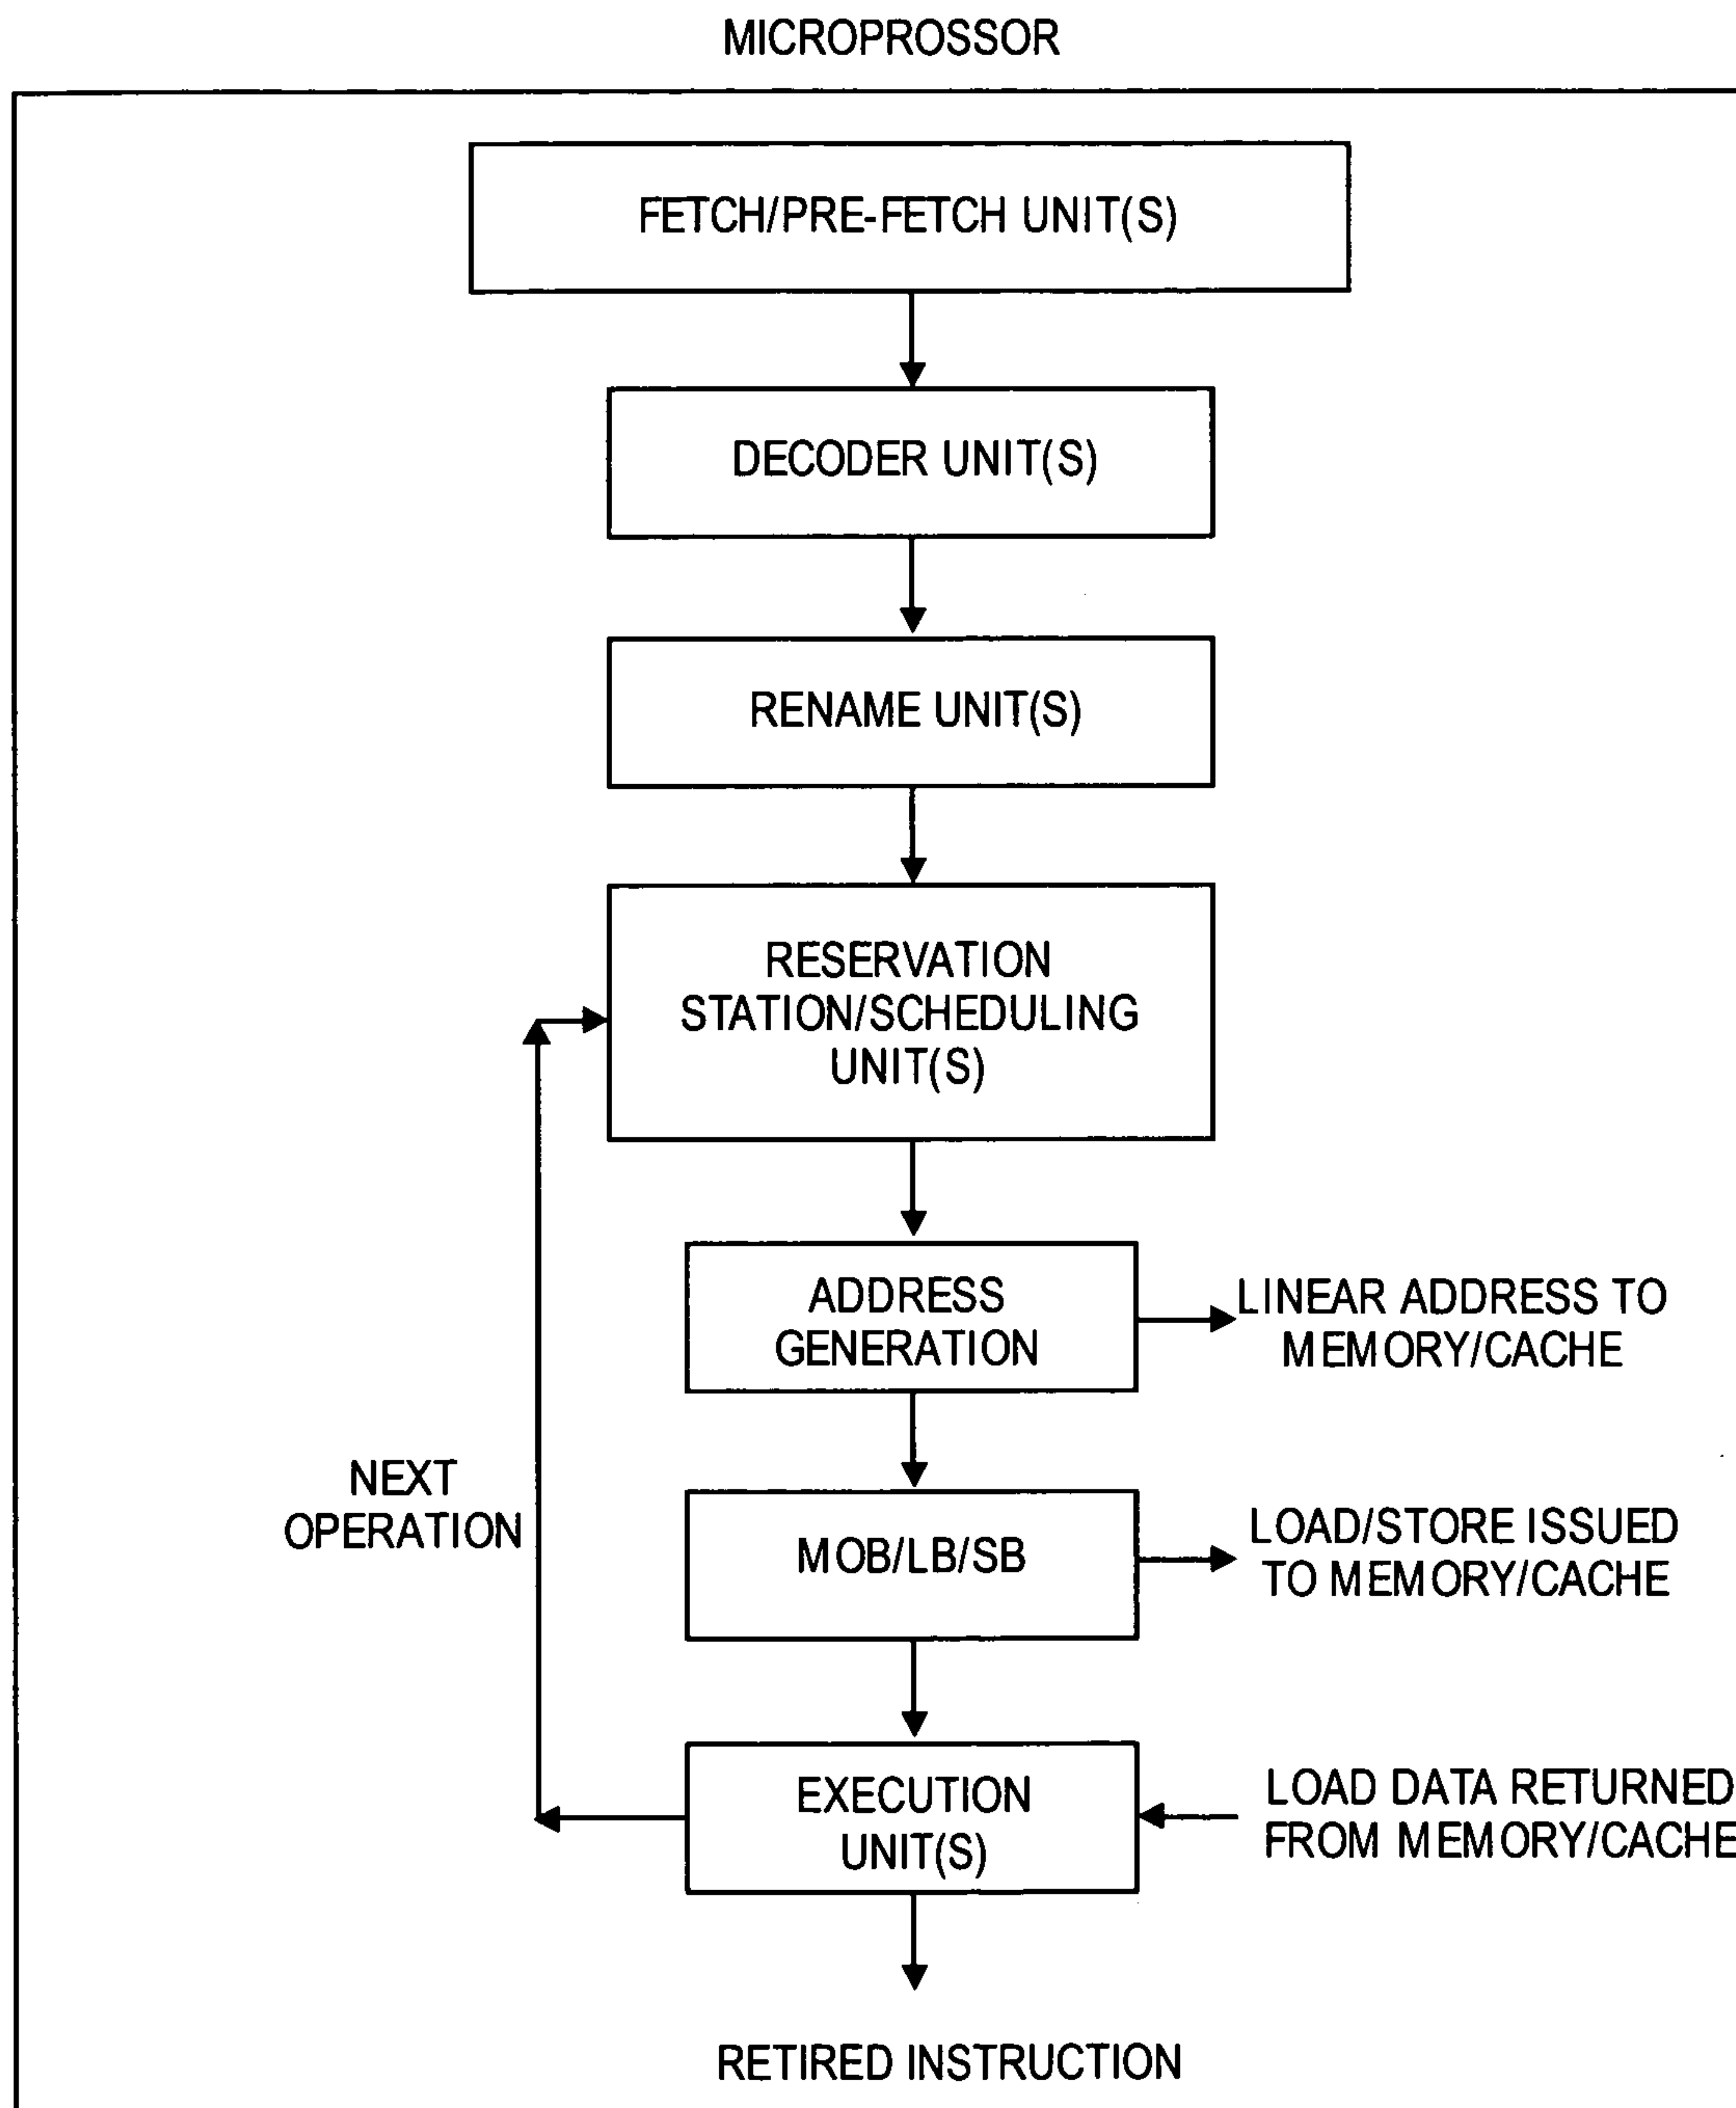 MICROPROSSOR
FETCH/PRE-FETCH UNIT(S)
DECODER UNIT(S)
RENAME UNIT(S)
RESERVATION
STATION/SCHEDULING
UNIT(S)
ADDRESS
GENERATION
LINEAR ADDRESS TO
MEMORY/CACHE
NEXT
OPERATION
MOB/LB/SB
LOAD/STORE ISSUED
TO MEMORY/CACHE
EXECUTION
UNIT(S)
LOAD DATA RETURNED
FROM MEMORY/CACHE
RETIRED INSTRUCTION